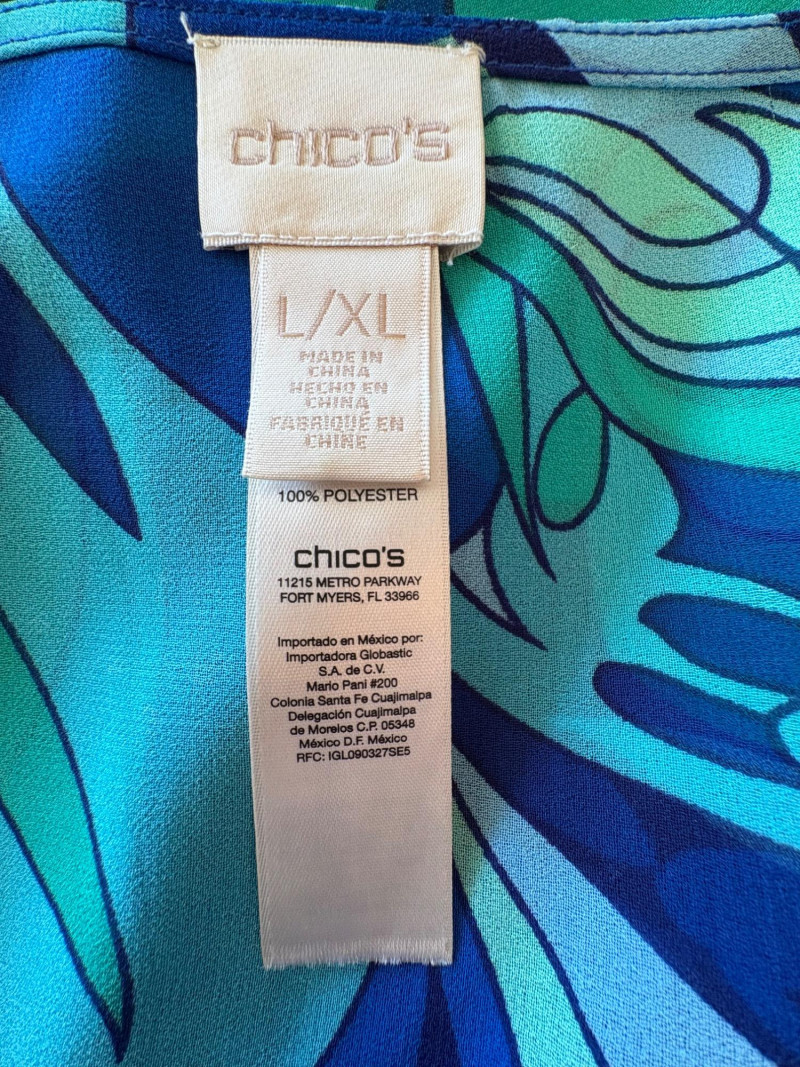 chico's
L/XL
MADE IN
CHINA
HECHO EN
CHINA
FABRIQUÉ EN
CHINE
100% POLYESTER
chico's
11215 METRO PARKWAY
FORT MYERS, FL 33966
Importado en México por:
Importadora Globastic
S.A. de C.V.
Mario Pani #200
Colonia Santa Fe Cuajimalpa
Delegación Cuajimalpa
de Morelos C.P. 05348
México D.F. México
RFC: IGL090327SE5